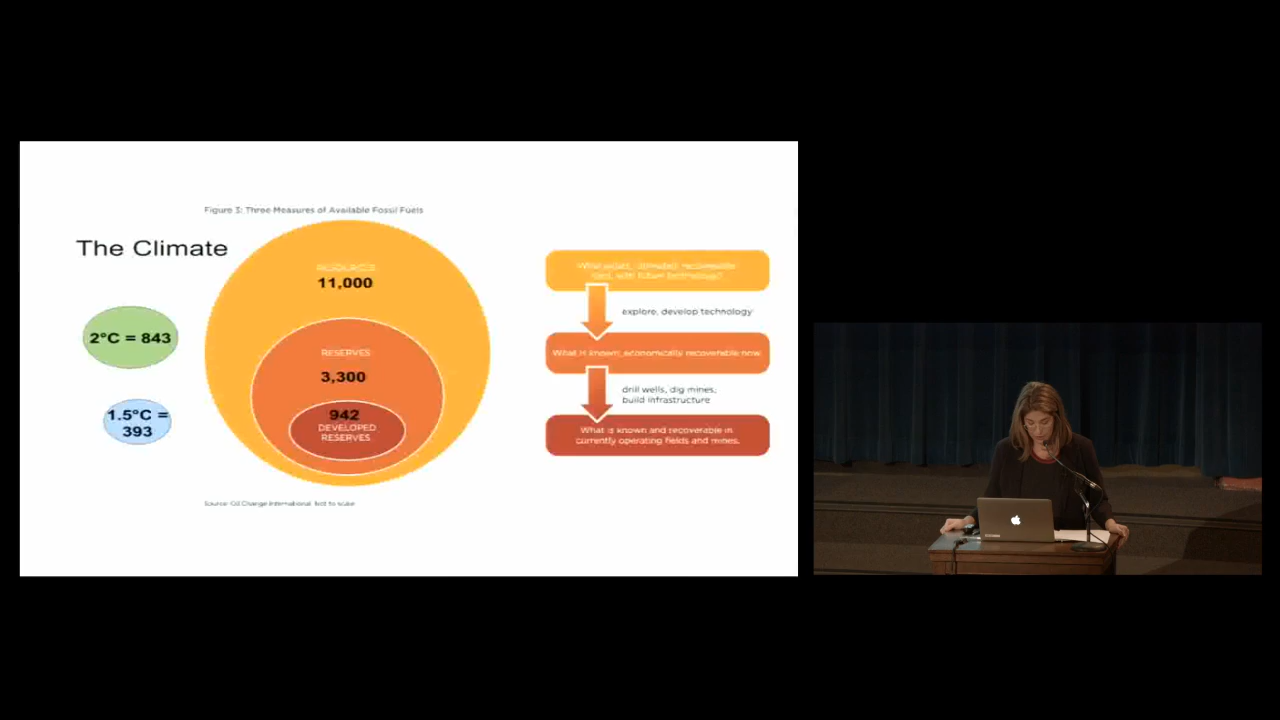 Figure 3: Three Measures of Available Fossil Fuels
The Climate
RESOURCES
11,000
2°C = 843
RESERVES
3,300
1.5°C =
393
942
DEVELOPED
RESERVES
What exists, ultimately recoverable
(esp. with future technology)
explore, develop technology
What is known, economically recoverable now.
drill wells, dig mines,
build infrastructure
What is known and recoverable in
currently operating fields and mines.
Source: Oil Change International. Not to scale